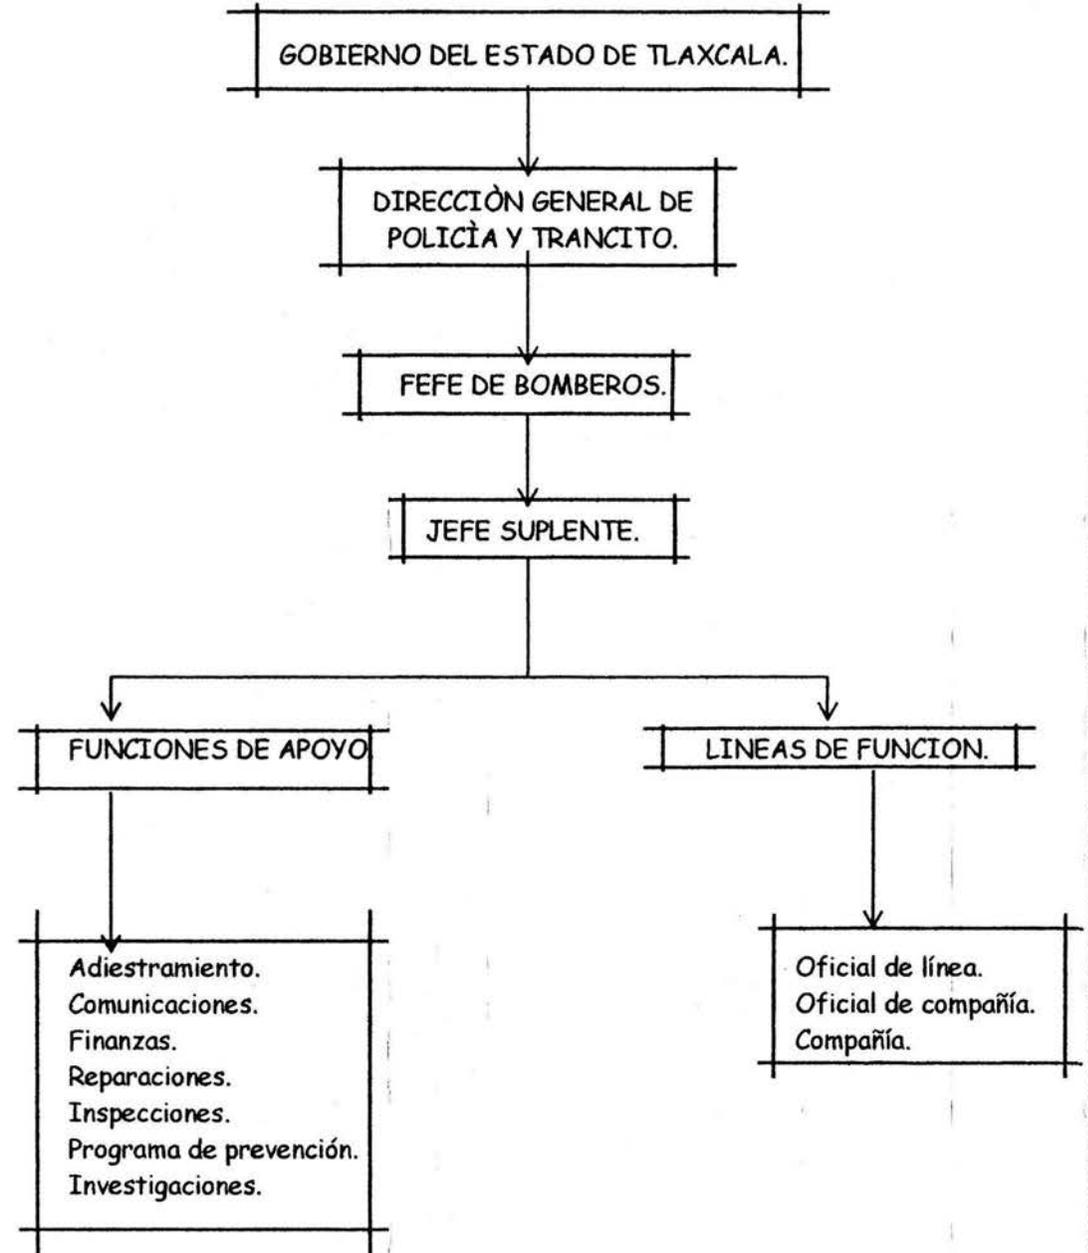 GOBIERNO DEL ESTADO DE TLAXCALA.
DIRECCIÒN GENERAL DE
POLICÌA Y TRANCITO.
FEFE DE BOMBEROS.
JEFE SUPLENTE.
FUNCIONES DE APOYO
LINEAS DE FUNCION.
Adiestramiento.
Comunicaciones.
Finanzas.
Reparaciones.
Inspecciones.
Programa de prevención.
Investigaciones.
Oficial de línea.
Oficial de compañía.
Compañía.